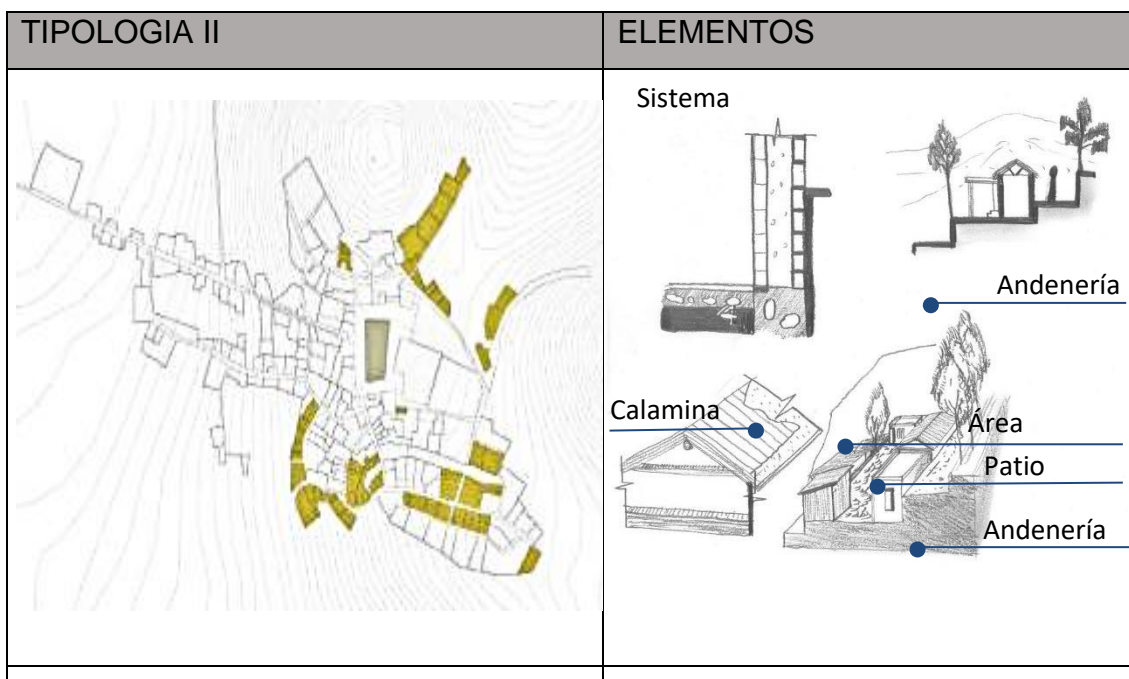 TIPOLOGIA II
ELEMENTOS
Sistema
Andenería
Calamina
Área
Patio
Andenería